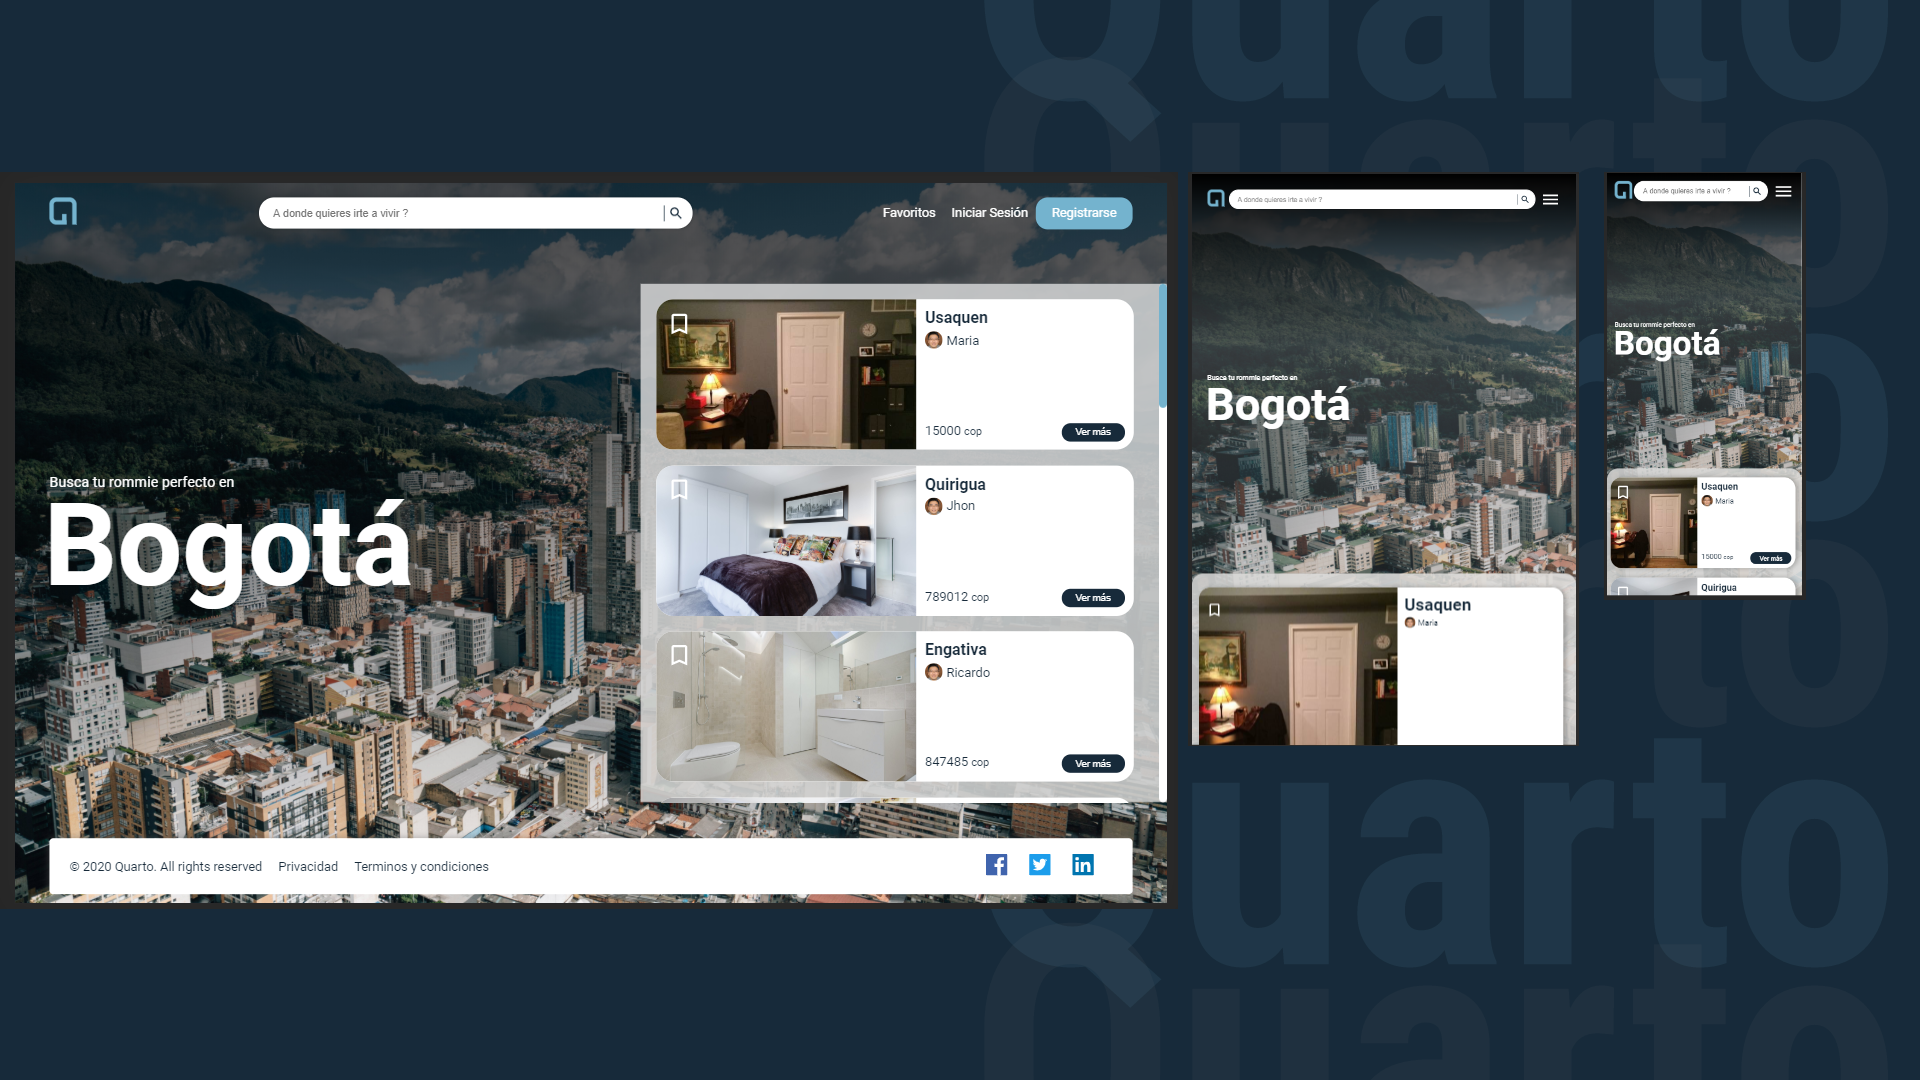 Quarto
Quarto
A donde quieres irte a vivir ?
Favoritos
Iniciar Sesión
Registrarse
Busca tu rommie perfecto en
Bogotá
Usaquen
Maria
15000 cop
Ver más
Quirigua
Jhon
789012 cop
Ver más
Engativa
Ricardo
847485 cop
Ver más
© 2020 Quarto. All rights reserved
Privacidad
Terminos y condiciones
A donde quieres irte a vivir ?
Busca tu rommie perfecto en
Bogotá
Usaquen
Maria
A donde quieres irte a vivir ?
Busca tu rommie perfecto en
Bogotá
Usaquen
Maria
15000 cop
Ver más
Quirigua
Quarto
Quarto